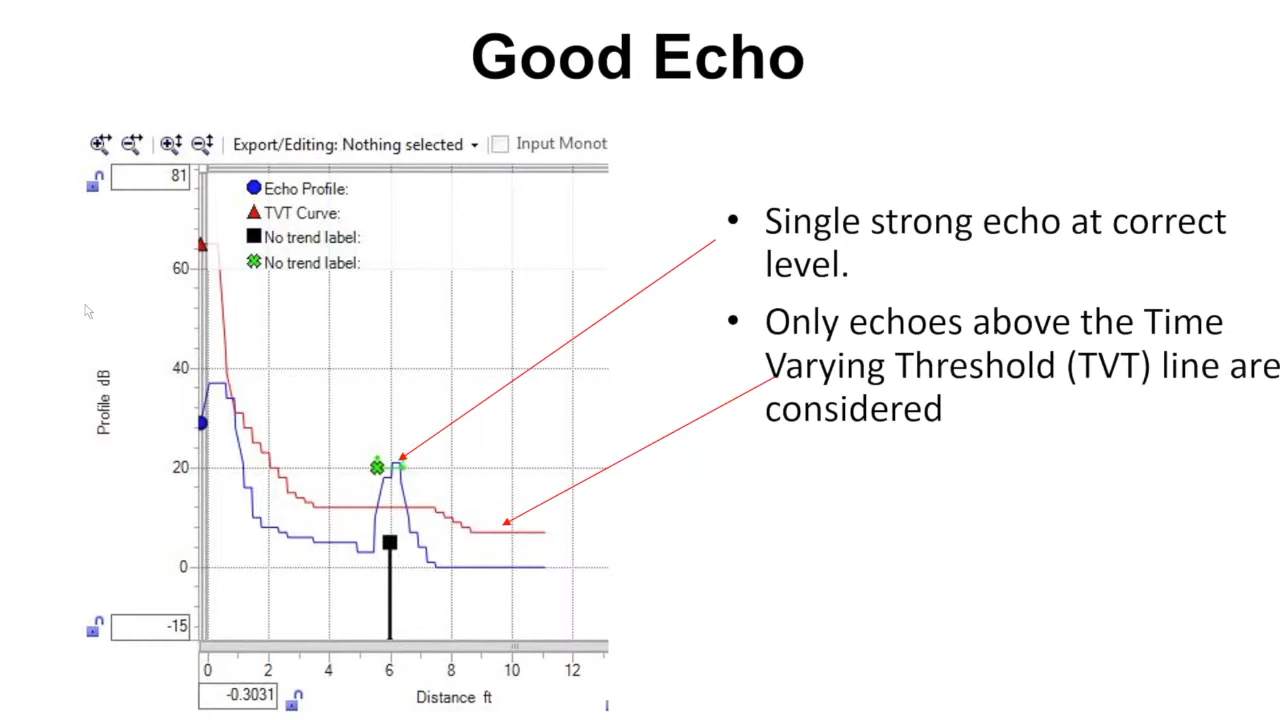 Good Echo
Export/Editing: Nothing selected
Input Monot
81
Echo Profile:
TVT Curve:
No trend label:
No trend label:
60
40
20
0
-15
Profile dB
0 2 4 6 8 10 12
-0.3031
Distance ft
• Single strong echo at correct
level.
• Only echoes above the Time
Varying Threshold (TVT) line are
considered